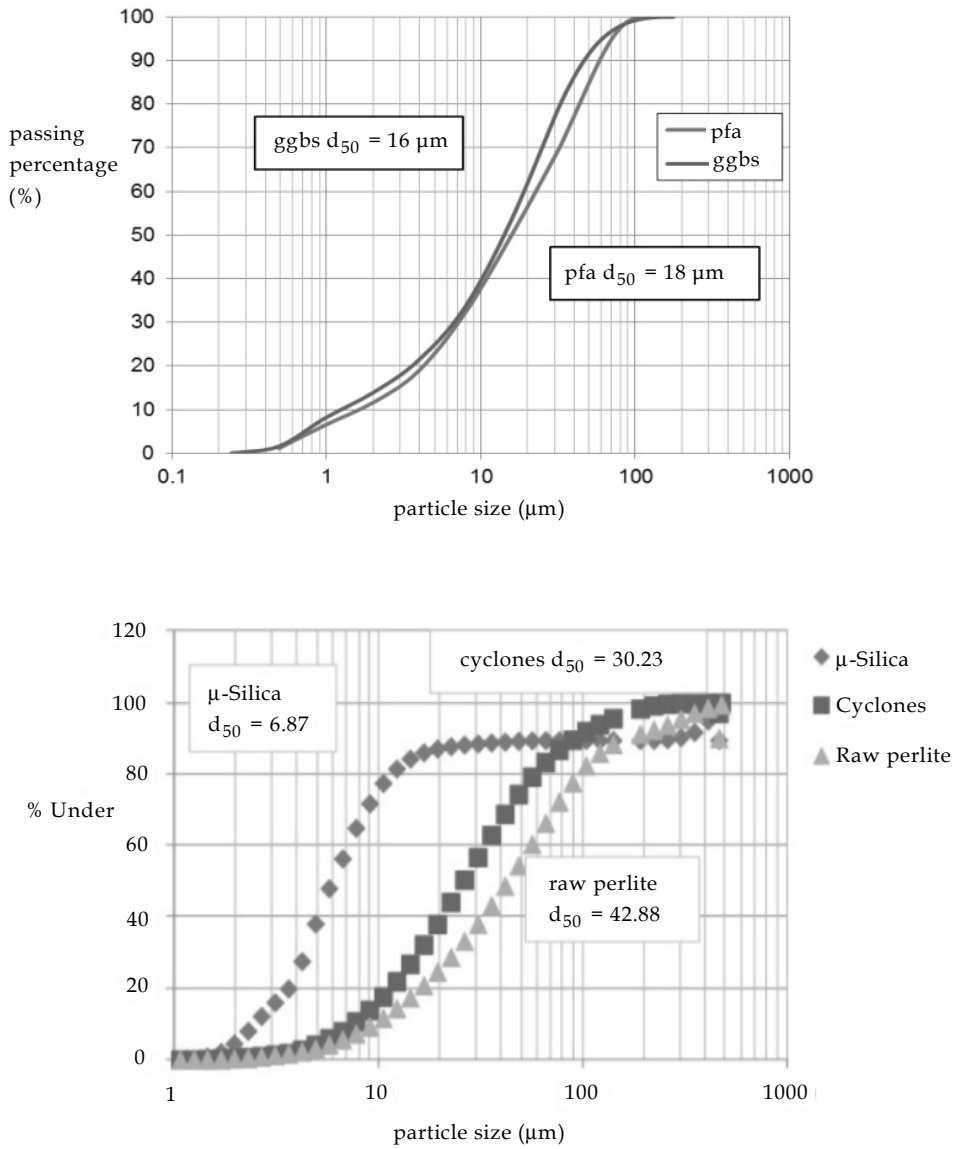 100
90
80
70
60
50
40
30
20
10
0
passing
percentage
(%)
ggbs d50 = 16 µm
pfa
ggbs
pfa d50 = 18 µm
0.1 1 10 100 1000
particle size (µm)
120
100
80
60
40
20
0
% Under
µ-Silica
d50 = 6.87
cyclones d50 = 30.23
raw perlite
d50 = 42.88
µ-Silica
Cyclones
Raw perlite
1 10 100 1000
particle size (µm)